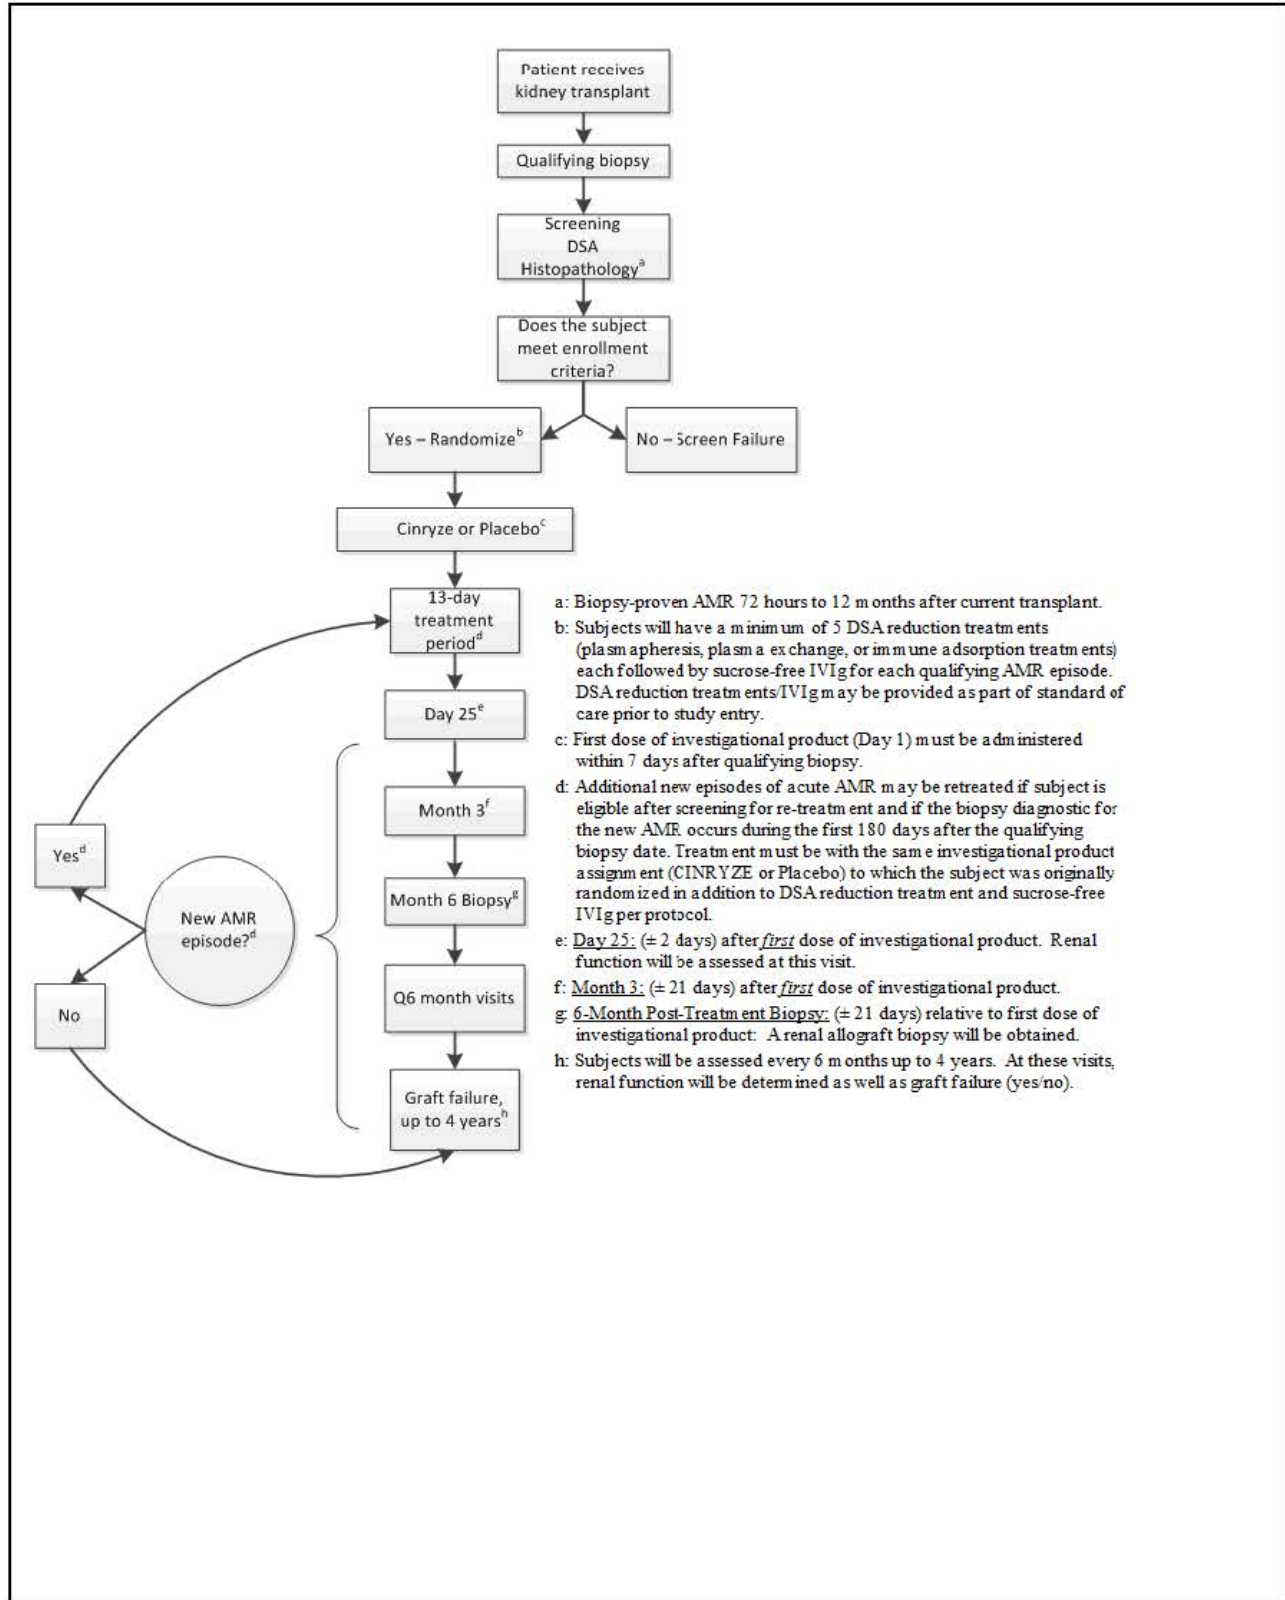 Patient receives
kidney transplant
Qualifying biopsy
Screening
DSA
Histopathologyᵃ
Does the subject
meet enrollment
criteria?
Yes – Randomizeᵇ
No – Screen Failure
Cinryze or Placeboᶜ
13-day
treatment
periodᵈ
Day 25ᵉ
Month 3ᶠ
Month 6 Biopsyᵍ
Q6 month visits
Graft failure,
up to 4 yearsʰ
Yesᵈ
New AMR
episode?ᵈ
No
a: Biopsy-proven AMR 72 hours to 12 months after current transplant.
b: Subjects will have a minimum of 5 DSA reduction treatments
(plasmapheresis, plasma exchange, or immune adsorption treatments)
each followed by sucrose-free IVIg for each qualifying AMR episode.
DSA reduction treatments/IVIg may be provided as part of standard of
care prior to study entry.
c: First dose of investigational product (Day 1) must be administered
within 7 days after qualifying biopsy.
d: Additional new episodes of acute AMR may be retreated if subject is
eligible after screening for re-treatment and if the biopsy diagnostic for
the new AMR occurs during the first 180 days after the qualifying
biopsy date. Treatment must be with the same investigational product
assignment (CINRYZE or Placebo) to which the subject was originally
randomized in addition to DSA reduction treatment and sucrose-free
IVIg per protocol.
e: Day 25: (± 2 days) after first dose of investigational product. Renal
function will be assessed at this visit.
f: Month 3: (± 21 days) after first dose of investigational product.
g: 6-Month Post-Treatment Biopsy: (± 21 days) relative to first dose of
investigational product: A renal allograft biopsy will be obtained.
h: Subjects will be assessed every 6 months up to 4 years. At these visits,
renal function will be determined as well as graft failure (yes/no).